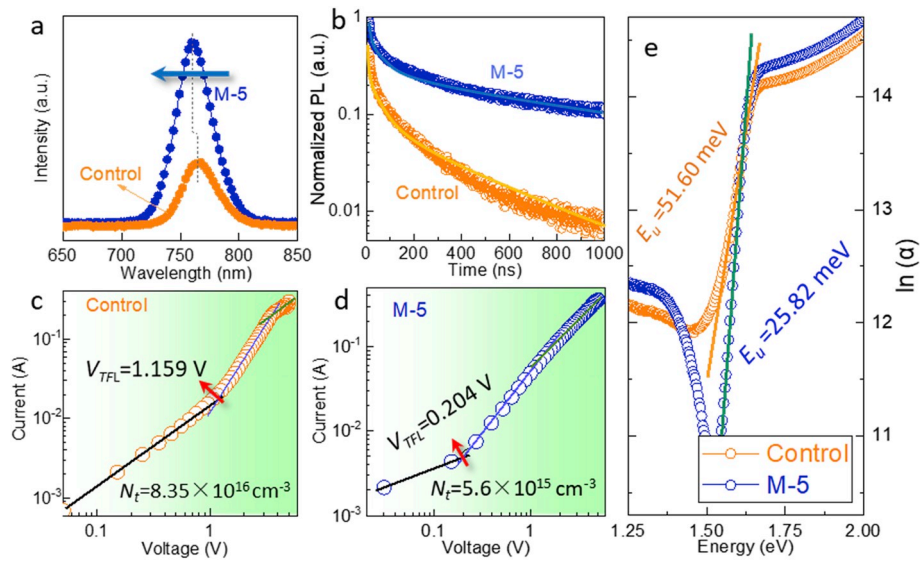 a
M-5
Control
Intensity (a.u.)
650 700 750 800 850
Wavelength (nm)
b
1
0.1
0.01
Normalized PL (a.u.)
M-5
Control
0 200 400 600 800 1000
Time (ns)
c
Control
10⁻¹
10⁻²
10⁻³
Current (A)
V_TFL=1.159 V
N_t=8.35×10¹⁶ cm⁻³
0.1 1
Voltage (V)
d
M-5
10⁻¹
10⁻²
10⁻³
Current (A)
V_TFL=0.204 V
N_t=5.6×10¹⁵ cm⁻³
0.1 1
Voltage (V)
e
E_u=51.60 meV
E_u=25.82 meV
14
13
12
11
ln (α)
Control
M-5
1.25 1.50 1.75 2.00
Energy (eV)